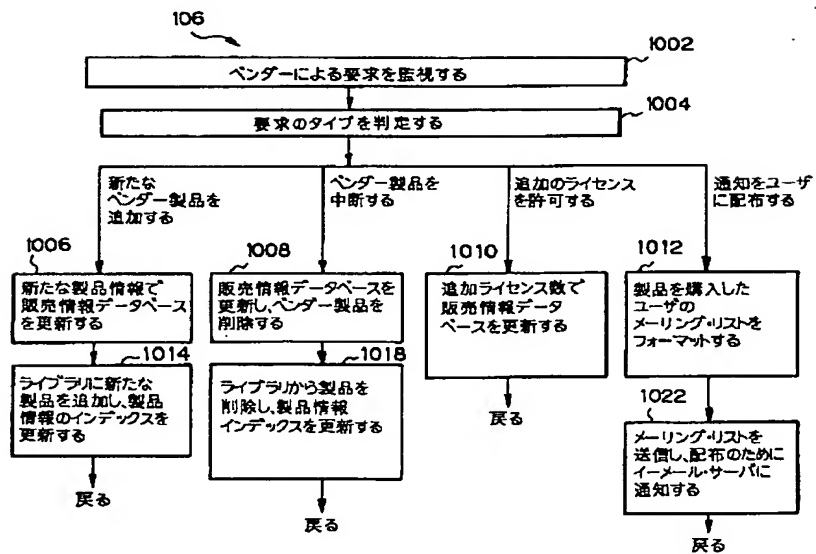 106
1002
ベンダーによる要求を監視する
1004
要求のタイプを判定する
新たな
ベンダー製品を
追加する
ベンダー製品を
中断する
追加のライセンス
を許可する
通知をユーザ
に配布する
1006
新たな製品情報で
販売情報データベース
を更新する
1008
販売情報データベースを
更新し、ベンダー製品を
削除する
1010
追加ライセンス数で
販売情報データ
ベースを更新する
1012
製品を購入した
ユーザの
メーリング・リストを
フォーマットする
1014
ライブラリに新たな
製品を追加し、製品
情報のインデックスを
更新する
1018
ライブラリから製品を
削除し、製品情報
インデックスを更新する
戻る
1022
メーリング・リストを
送信し、配布のために
イーメール・サーバに
通知する
戻る
戻る
戻る